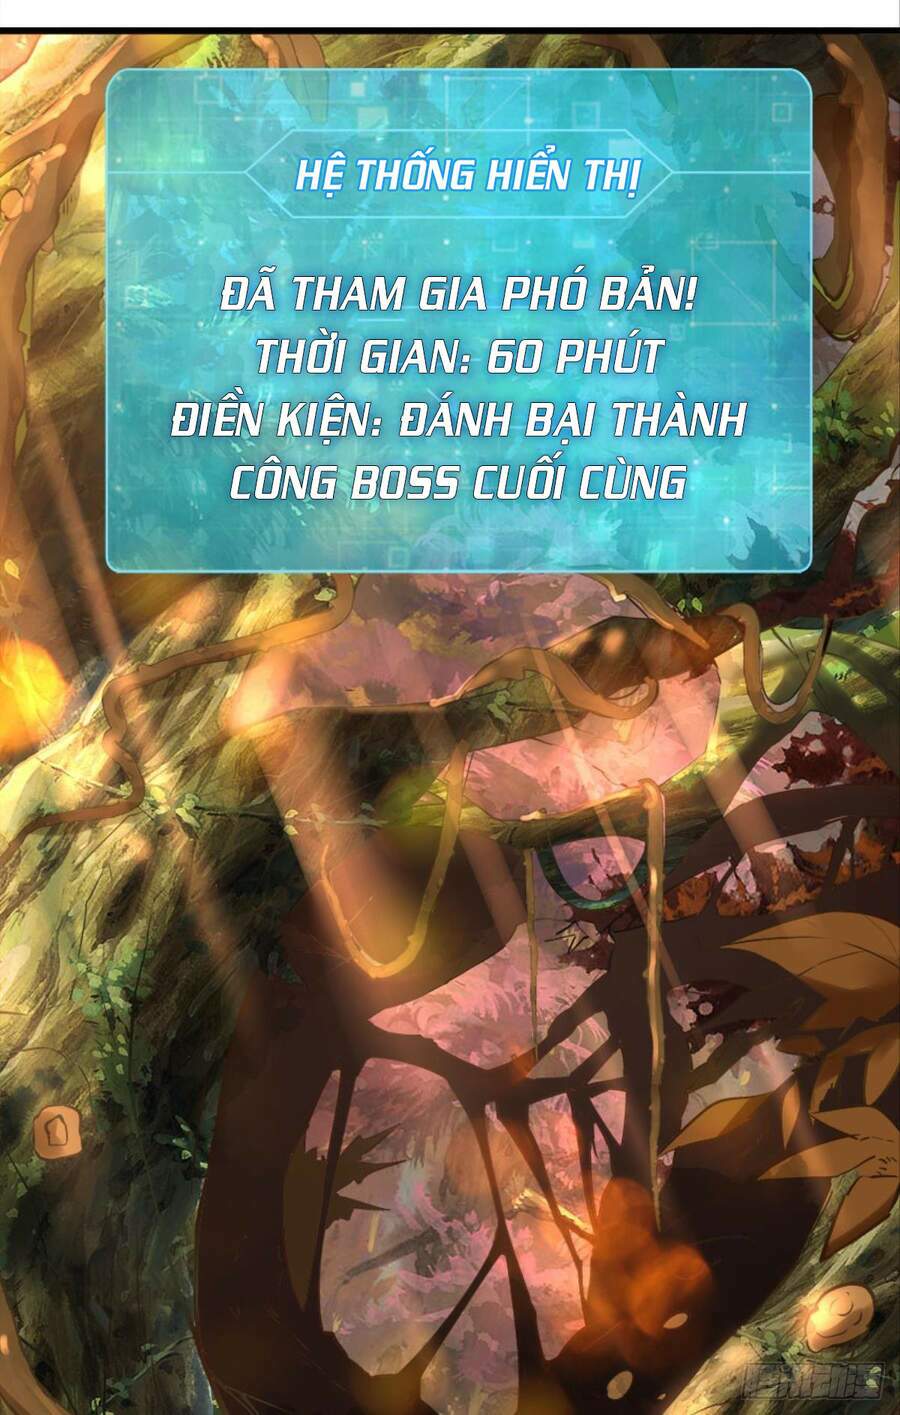 HỆ THỐNG HIỂN THỊ
ĐÃ THAM GIA PHÓ BẢN!
THỜI GIAN: 60 PHÚT
ĐIỀN KIỆN: ĐÁNH BẠI THÀNH
CÔNG BOSS CUỐI CÙNG